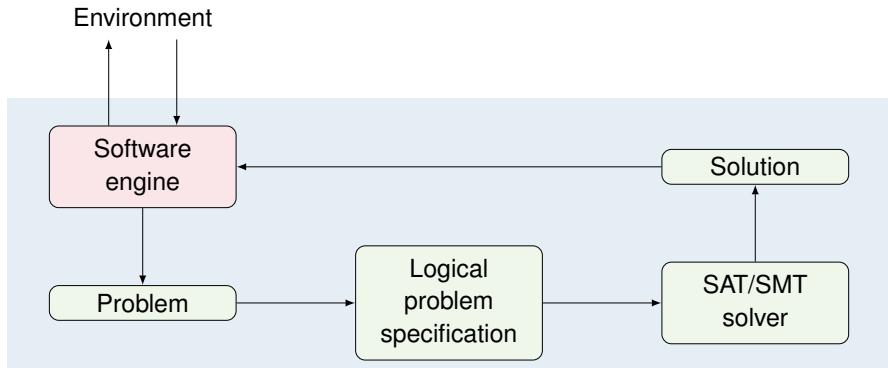 Environment
Software
engine
Solution
Problem
Logical
problem
specification
SAT/SMT
solver